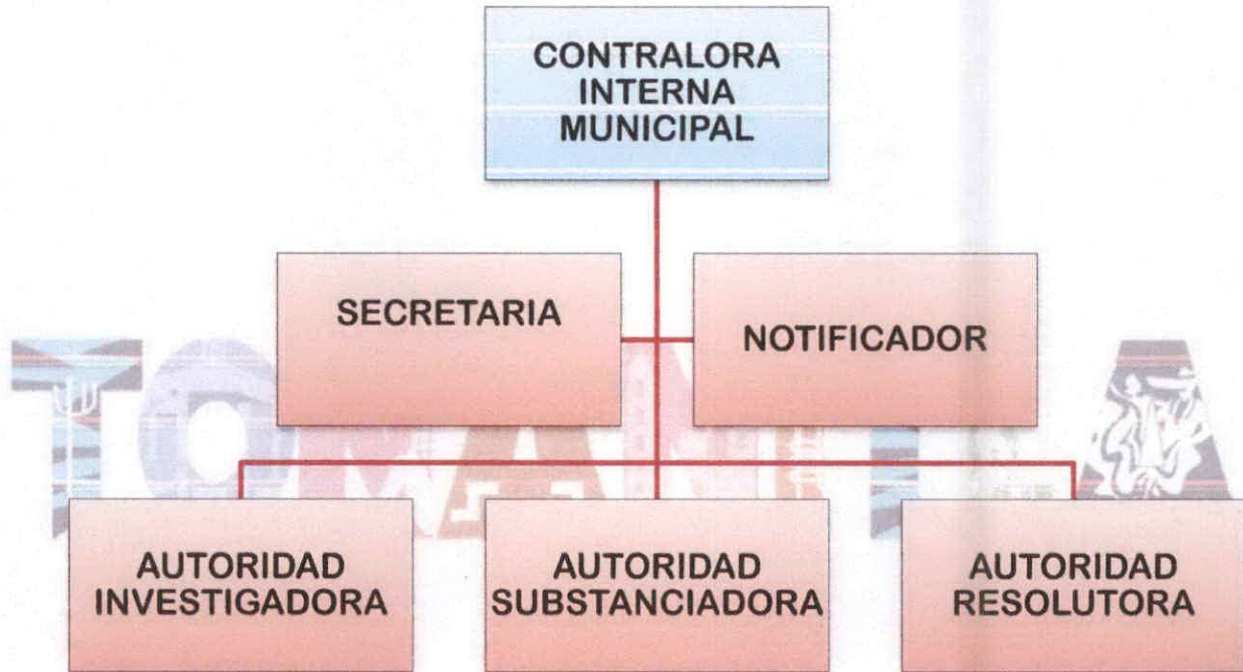 CONTRALORA
INTERNA
MUNICIPAL
SECRETARIA
NOTIFICADOR
AUTORIDAD
INVESTIGADORA
AUTORIDAD
SUBSTANCIADORA
AUTORIDAD
RESOLUTORA